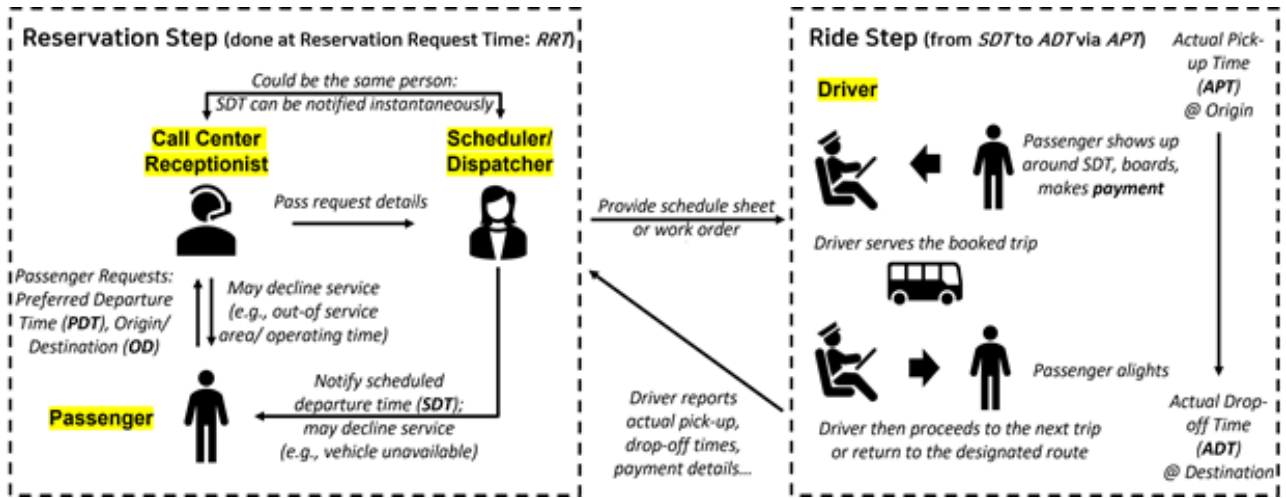 Reservation Step (done at Reservation Request Time: RRT)
Could be the same person:
SDT can be notified instantaneously
Call Center
Receptionist
Scheduler/
Dispatcher
Pass request details
Passenger Requests:
Preferred Departure
Time (PDT), Origin/
Destination (OD)
May decline service
(e.g., out-of service
area/ operating time)
Passenger
Notify scheduled
departure time (SDT);
may decline service
(e.g., vehicle unavailable)
Provide schedule sheet
or work order
Driver reports
actual pick-up,
drop-off times,
payment details...
Ride Step (from SDT to ADT via APT)
Driver
Passenger shows up
around SDT, boards,
makes payment
Driver serves the booked trip
Passenger alights
Driver then proceeds to the next trip
or return to the designated route
Actual Pick-
up Time
(APT)
@ Origin
Actual Drop-
off Time
(ADT)
@ Destination